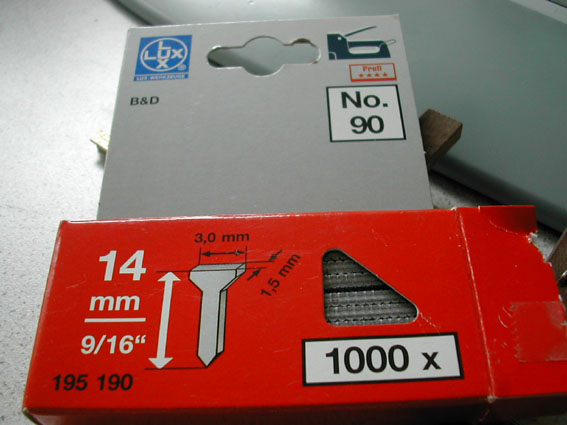 LUX
LUX-WERKZEUGE
®
B&D
Profi
No.
90
3,0 mm
1,5 mm
14
mm
9/16“
195 190
1000 x